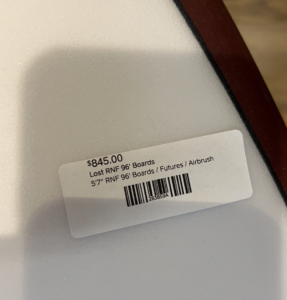 $845.00
Lost RNF 96' Boards
5'7" RNF 96' Boards / Futures / Airbrush